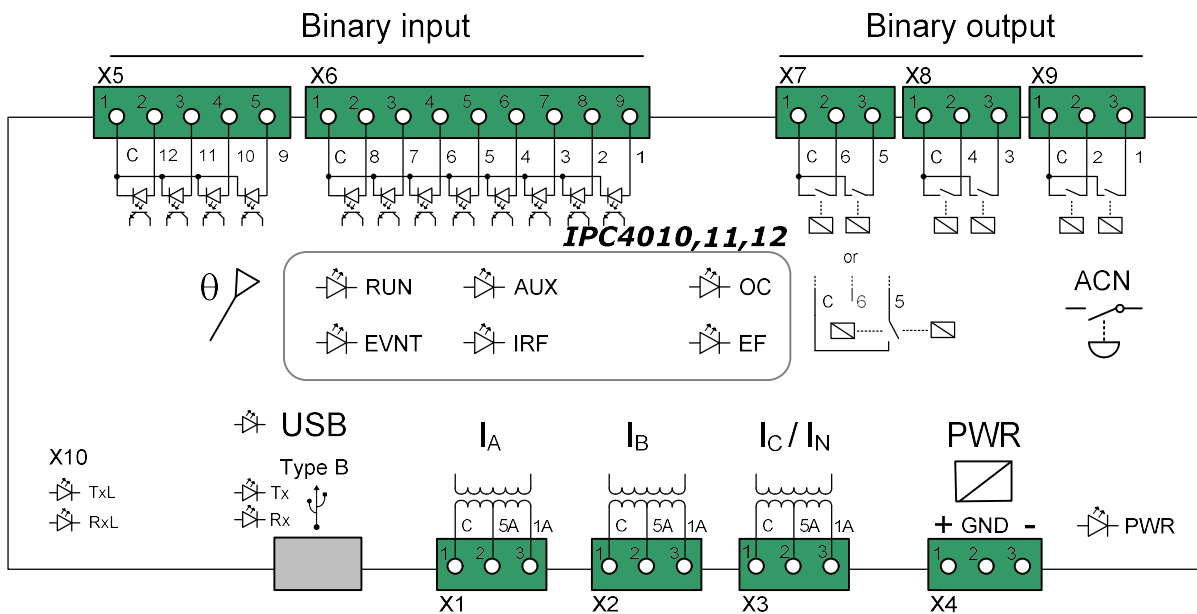 Binary input Binary output
X5 X6 X7 X8 X9
1 2 3 4 5 1 2 3 4 5 6 7 8 9 1 2 3 1 2 3 1 2 3
C 12 11 10 9 C 8 7 6 5 4 3 2 1 C 6 5 C 4 3 C 2 1
IPC4010,11,12
θ RUN AUX OC or ACN
C 6 5
EVNT IRF EF
USB IA IB IC / IN PWR
X10 Type B
TxL Tx
RxL Rx C 5A 1A C 5A 1A C 5A 1A + GND - PWR
1 2 3 1 2 3 1 2 3 1 2 3
X1 X2 X3 X4